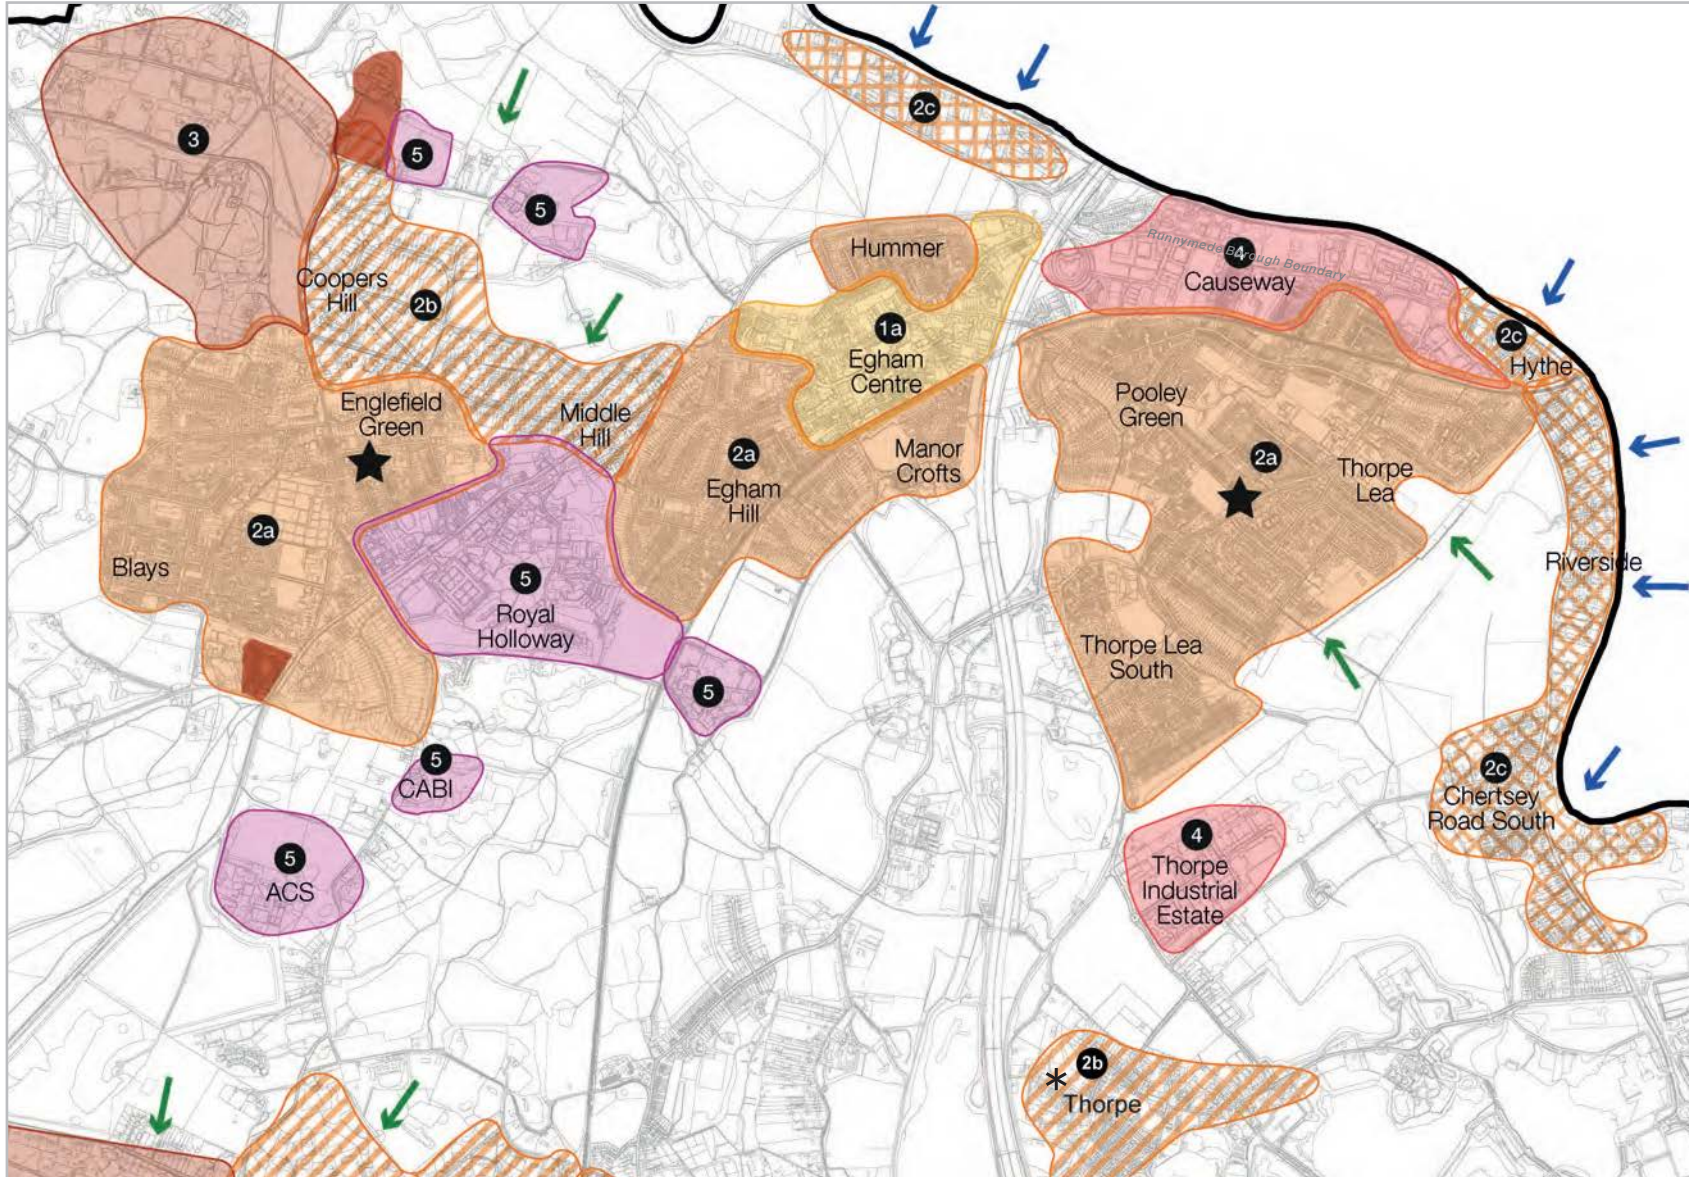 2c
3
5
5
Hummer
4
Runnymede Borough Boundary
Causeway
Coopers
Hill
2b
1a
Egham
Centre
2c
Hythe
Englefield
Green
Middle
Hill
Pooley
Green
Manor
Crofts
2a
Egham
Hill
2a
Thorpe
Lea
2a
Blays
Riverside
5
Royal
Holloway
Thorpe Lea
South
5
5
CABI
2c
Chertsey
Road South
5
ACS
4
Thorpe
Industrial
Estate
2b
*
Thorpe